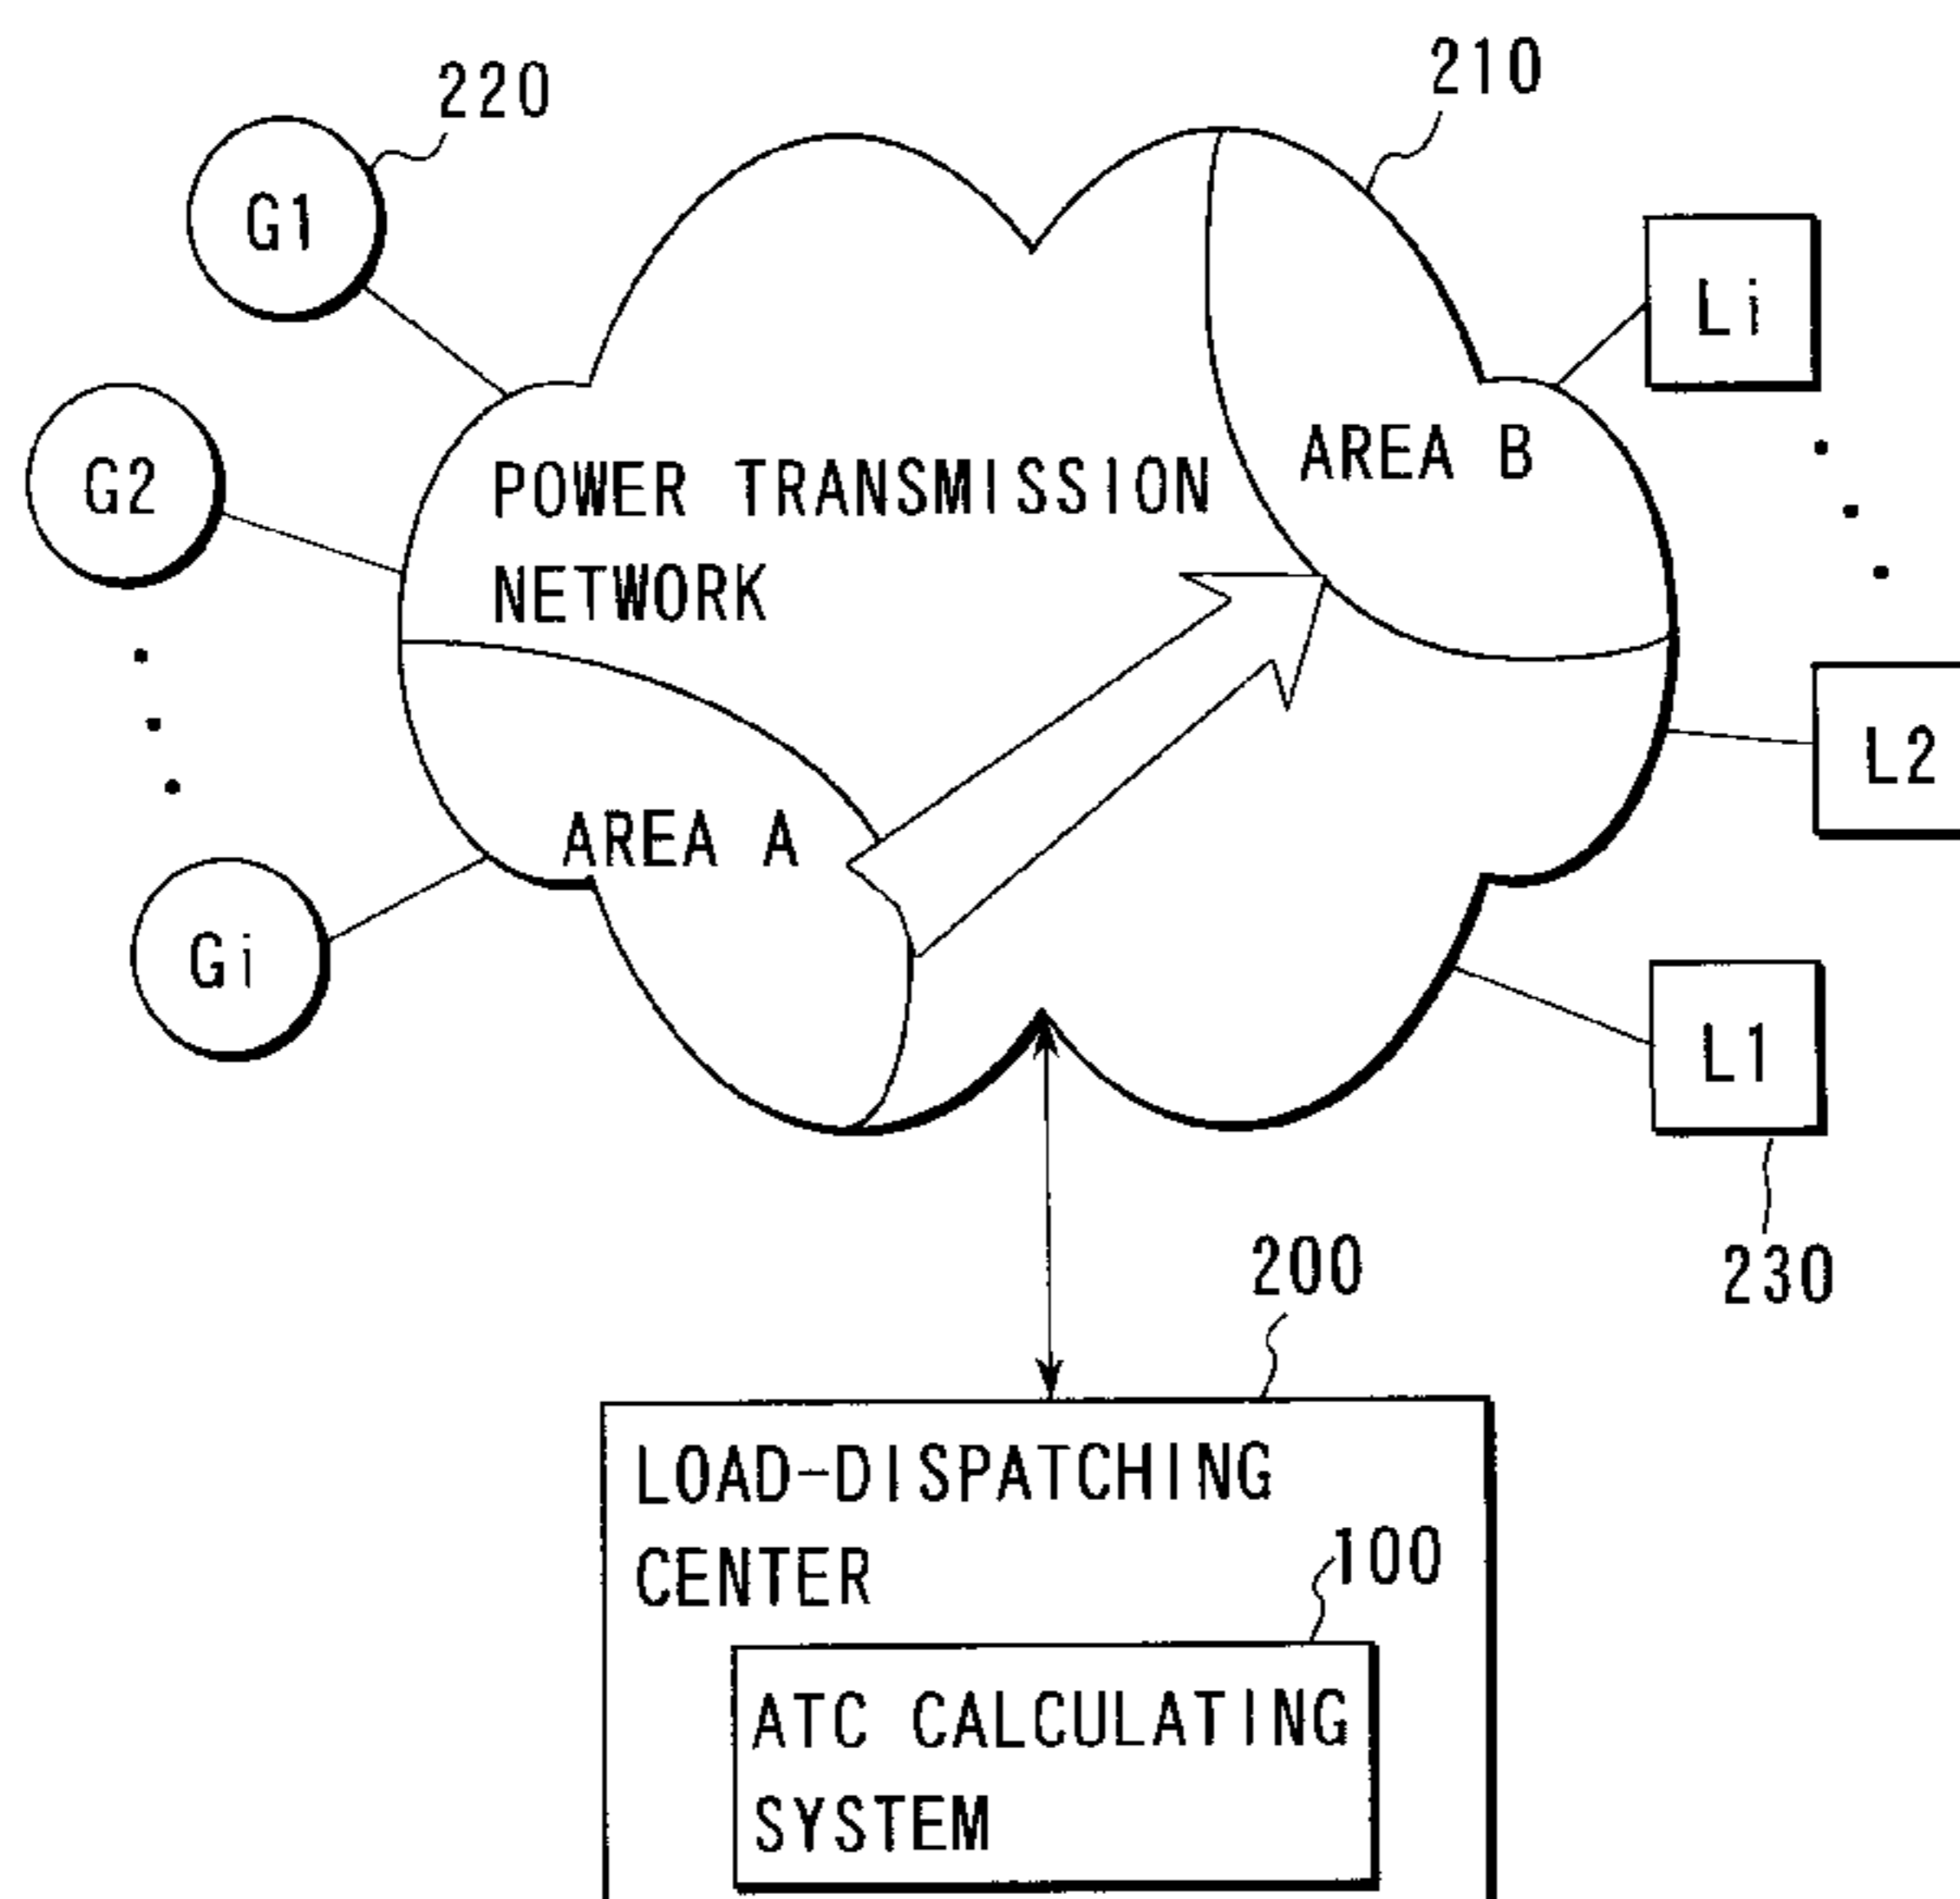 220
210
G1
Li
G2
POWER TRANSMISSION
NETWORK
AREA B
L2
AREA A
Gi
L1
230
200
LOAD-DISPATCHING
CENTER
100
ATC CALCULATING
SYSTEM